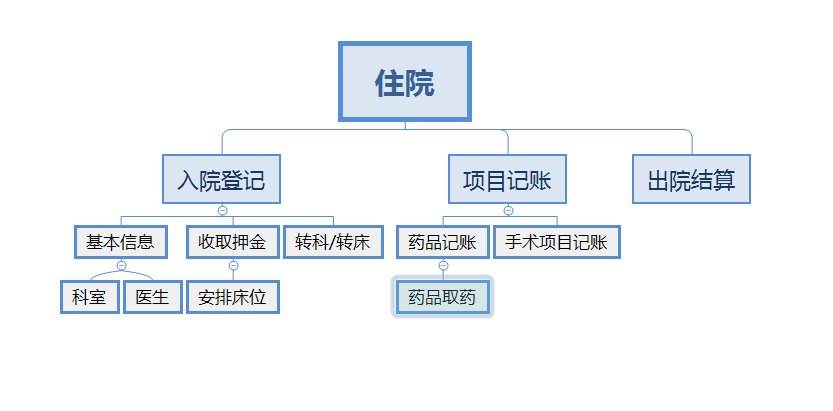 住院
入院登记
项目记账
出院结算
基本信息
收取押金
转科/转床
药品记账
手术项目记账
科室
医生
安排床位
药品取药